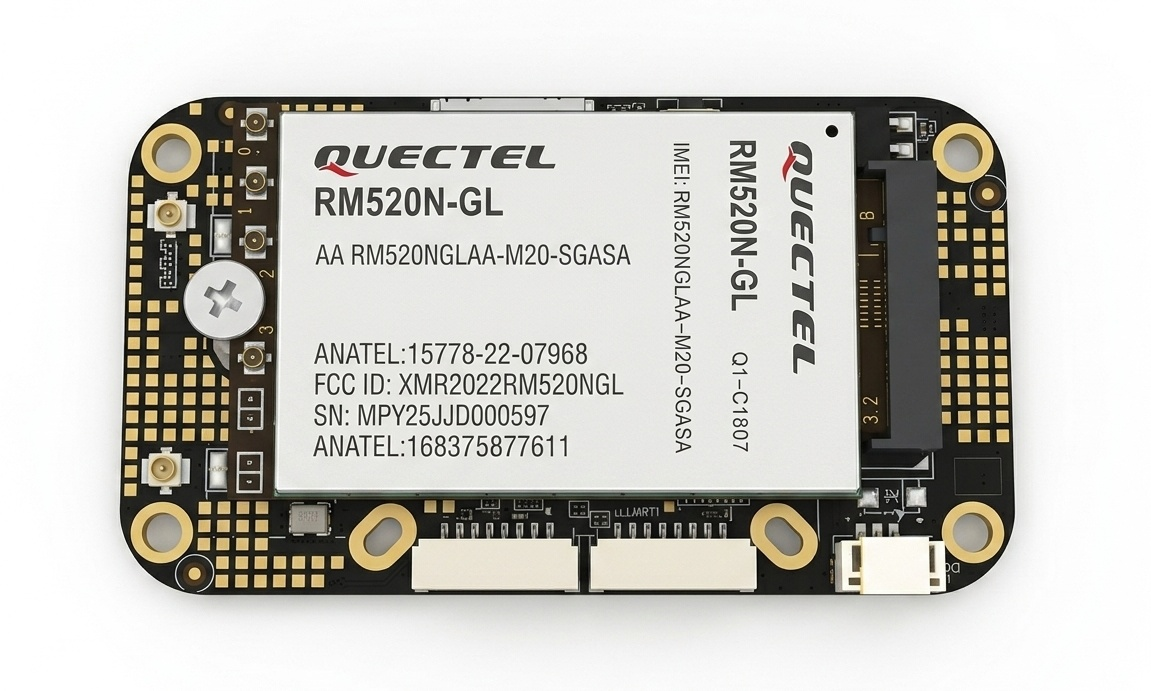 QUECTEL
RM520N-GL
AA RM520NGLAA-M20-SGASA
ANATEL:15778-22-07968
FCC ID: XMR2022RM520NGL
SN: MPY25JJD000597
ANATEL:168375877611
QUECTEL
RM520N-GL Q1-C1807
IMEI: RM520NGLAA-M20-SGASA
0
1
2
3
B
3.2